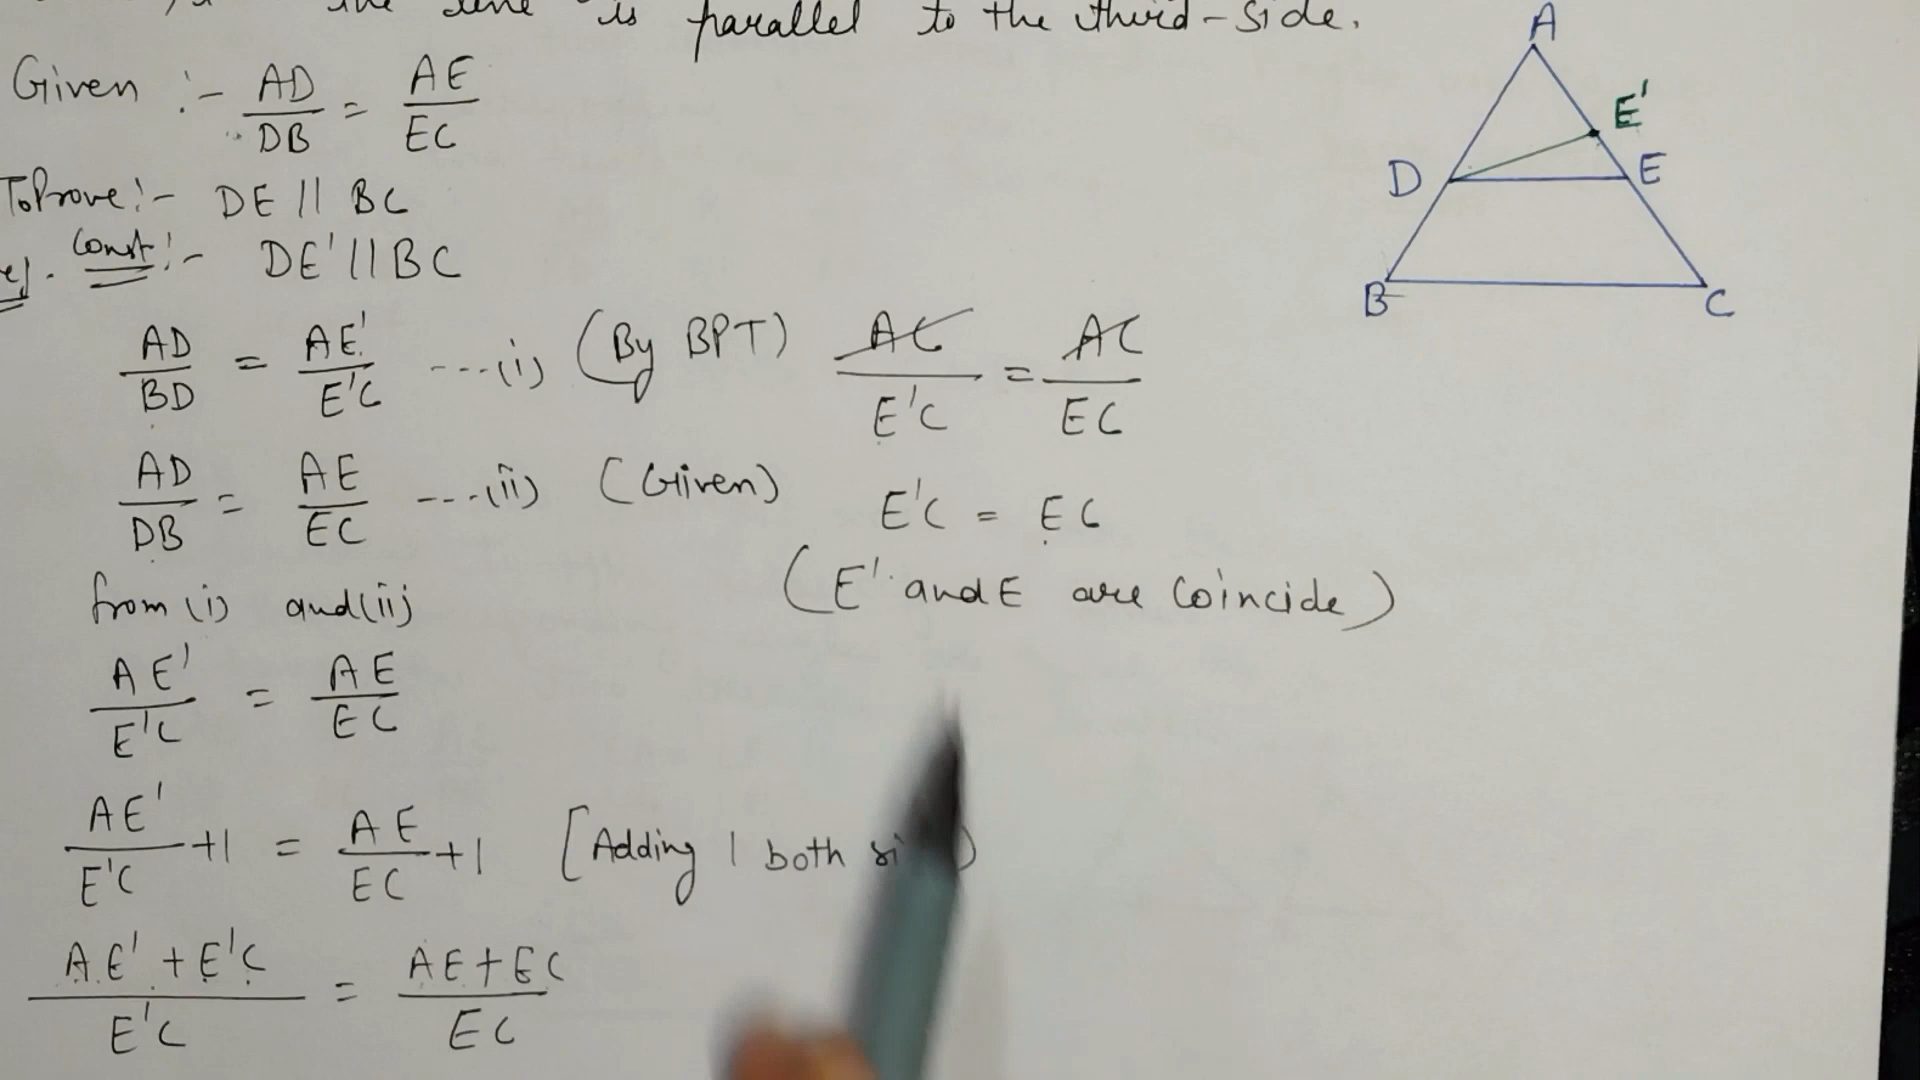 the line is parallel to the third-side.
Given :- AD/DB = AE/EC
To Prove :- DE || BC
Const :- DE' || BC
AD/BD = AE'/E'C ---(i) (By BPT)
AD/DB = AE/EC ---(ii) (Given)
from (i) and (ii)
AE'/E'C = AE/EC
AE'/E'C +1 = AE/EC +1 [Adding 1 both
AE' + E'C/E'C = AE+EC/EC
AC/E'C = AC/EC
E'C = EC
(E' and E are Coincide)
A
E'
D
E
B
C